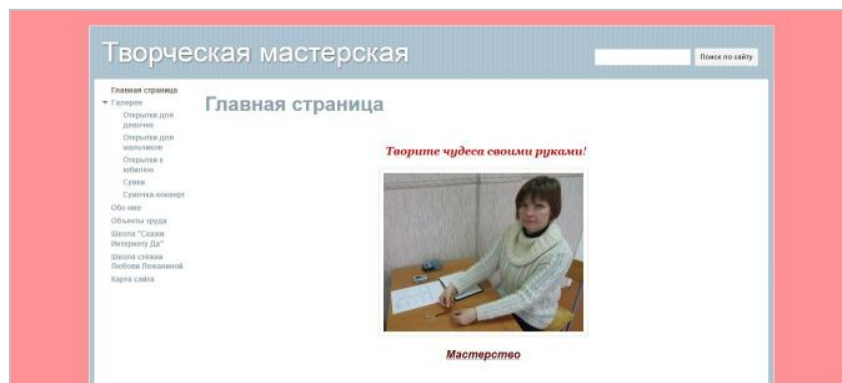 Творческая мастерская
Поиск по сайту
Главная страница
Галерея
Открытки для
девочек
Открытки для
мальчиков
Открытки к
юбилею
Сумки
Сумочка-конверт
Обо мне
Объекты труда
Школа "Скажи
Интернету Да"
Школа
Любови
Карта сайта
Главная страница
Творите чудеса своими руками!
Мастерство